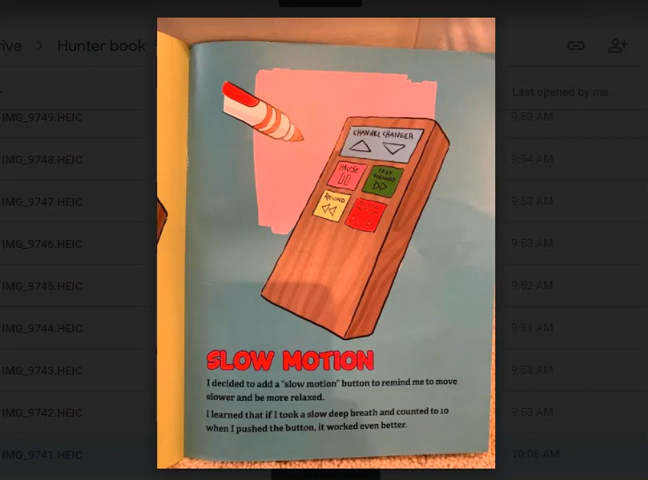 rive > Hunter book
Last opened by me
IMG_9749.HEIC 9:53 AM
IMG_9748.HEIC 9:54 AM
IMG_9747.HEIC 9:53 AM
IMG_9746.HEIC 9:53 AM
IMG_9745.HEIC 9:52 AM
IMG_9744.HEIC 9:51 AM
IMG_9743.HEIC 9:53 AM
IMG_9742.HEIC 9:53 AM
IMG_9741.HEIC 10:05 AM
CHANNEL CHANGER
PAUSE
FAST
FORWARD
REWIND
SLOW MOTION
I decided to add a "slow motion" button to remind me to move
slower and be more relaxed.
I learned that if I took a slow deep breath and counted to 10
when I pushed the button, it worked even better.